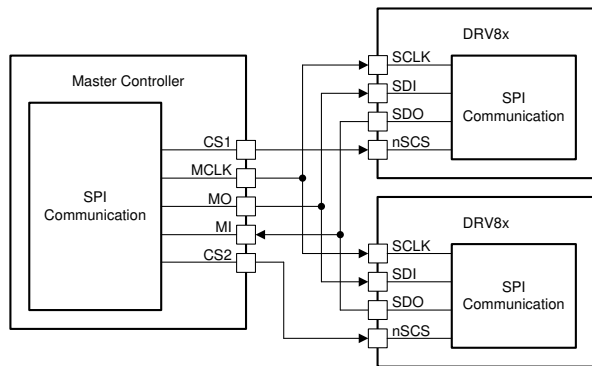 Master Controller
SPI
Communication
CS1
MCLK
MO
MI
CS2
DRV8x
SCLK
SDI
SDO
nSCS
SPI
Communication
DRV8x
SCLK
SDI
SDO
nSCS
SPI
Communication